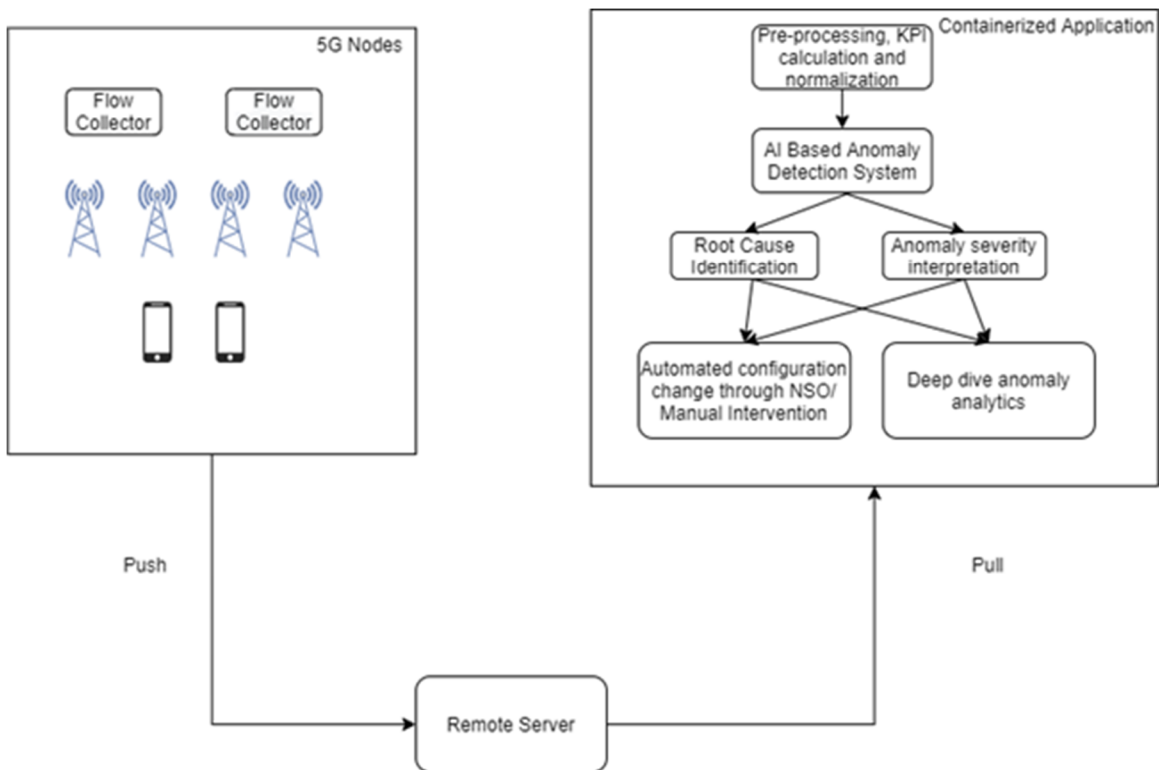 5G Nodes
Flow
Collector
Flow
Collector
Push
Remote Server
Pull
Containerized Application
Pre-processing, KPI
calculation and
normalization
AI Based Anomaly
Detection System
Root Cause
Identification
Anomaly severity
interpretation
Automated configuration
change through NSO/
Manual Intervention
Deep dive anomaly
analytics